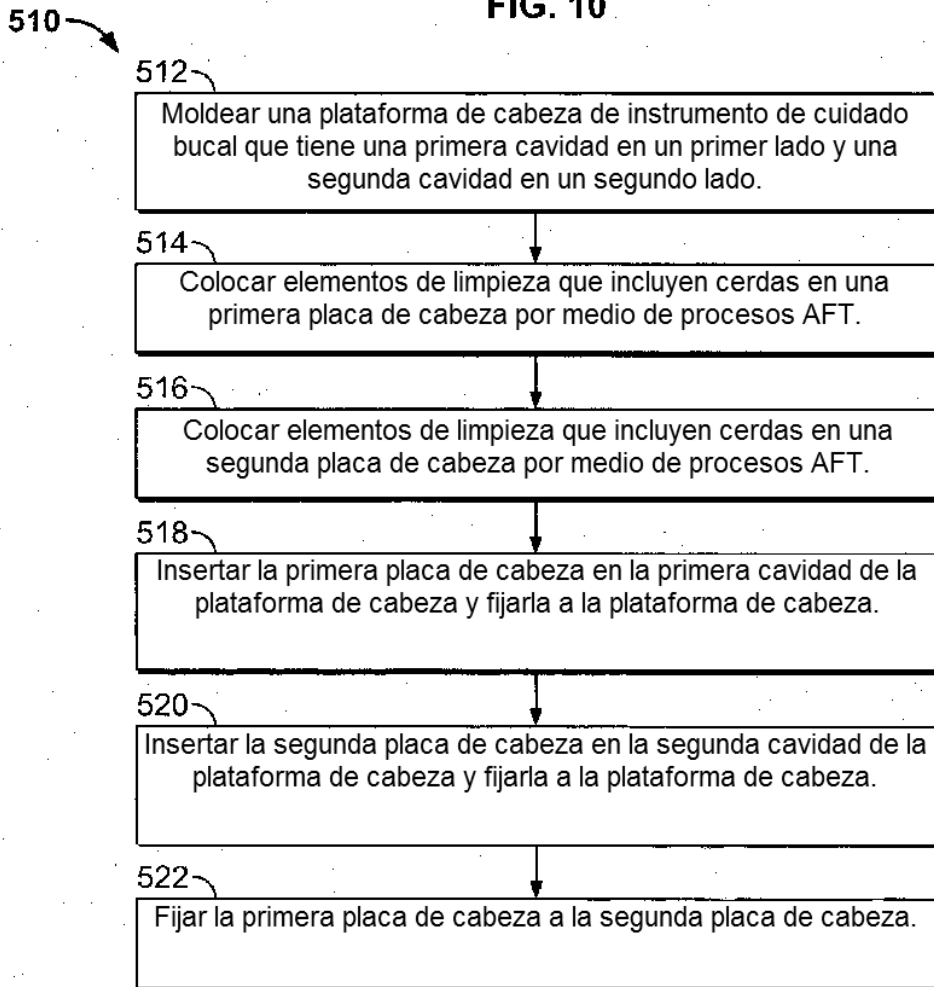 FIG. 10
510
512
Moldear una plataforma de cabeza de instrumento de cuidado
bucal que tiene una primera cavidad en un primer lado y una
segunda cavidad en un segundo lado.
514
Colocar elementos de limpieza que incluyen cerdas en una
primera placa de cabeza por medio de procesos AFT.
516
Colocar elementos de limpieza que incluyen cerdas en una
segunda placa de cabeza por medio de procesos AFT.
518
Insertar la primera placa de cabeza en la primera cavidad de la
plataforma de cabeza y fijarla a la plataforma de cabeza.
520
Insertar la segunda placa de cabeza en la segunda cavidad de la
plataforma de cabeza y fijarla a la plataforma de cabeza.
522
Fijar la primera placa de cabeza a la segunda placa de cabeza.